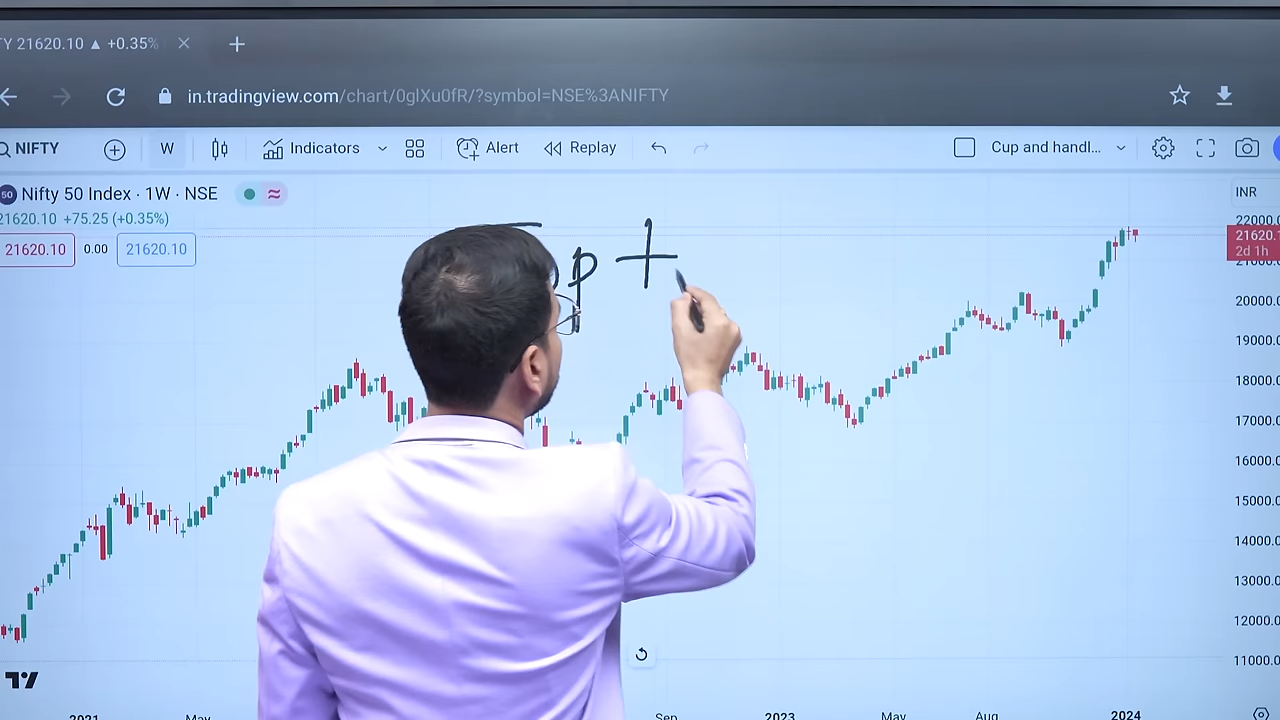 21620.10 ▲ +0.35% × +
in.tradingview.com/chart/0glXu0fR/?symbol=NSE%3ANIFTY
NIFTY W Indicators Alert Replay Cup and handl...
50 Nifty 50 Index · 1W · NSE INR
21620.10 +75.25 (+0.35%)
21620.10 0.00 21620.10
p +
22000.0
21620.1
2d 1h
21000.0
20000.0
19000.0
18000.0
17000.0
16000.0
15000.0
14000.0
13000.0
12000.0
11000.0
2021 May Sep 2023 May Aug 2024